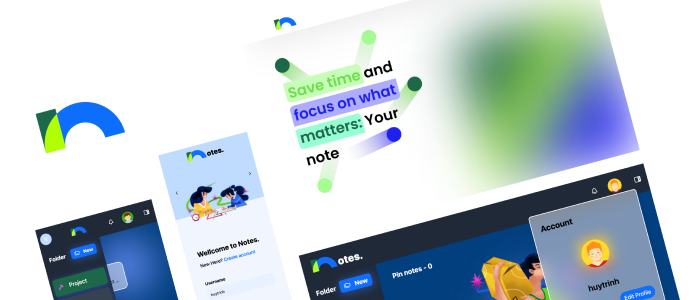 Save time and
focus on what
matters: Your
note
otes.
Wellcome to Notes.
New Here? Create account
Username
huytrinh
Folder
New
Project
otes.
Folder
New
Pin notes - 0
Account
huytrinh
Edit Profile